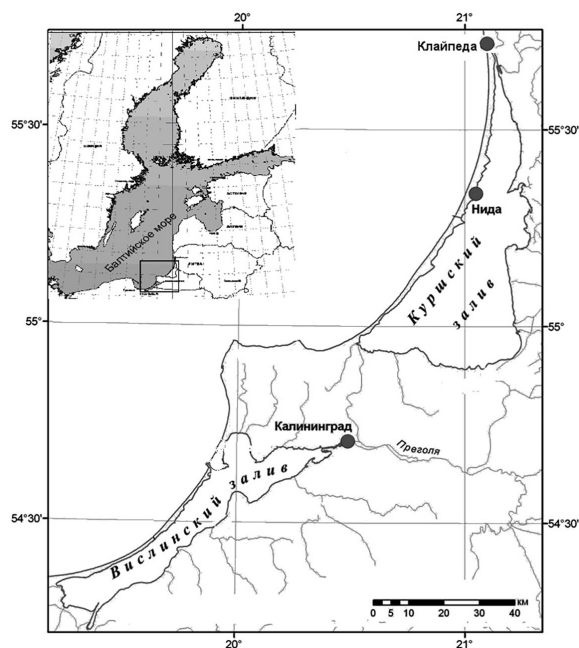 20°
21°
Клайпеда
55°30'
55°30'
Балтийское море
Нида
Куршский
залив
55°
55°
Калининград
Преголя
Вислинский залив
54°30'
54°30'
км
0 5 10 20 30 40
20°
21°